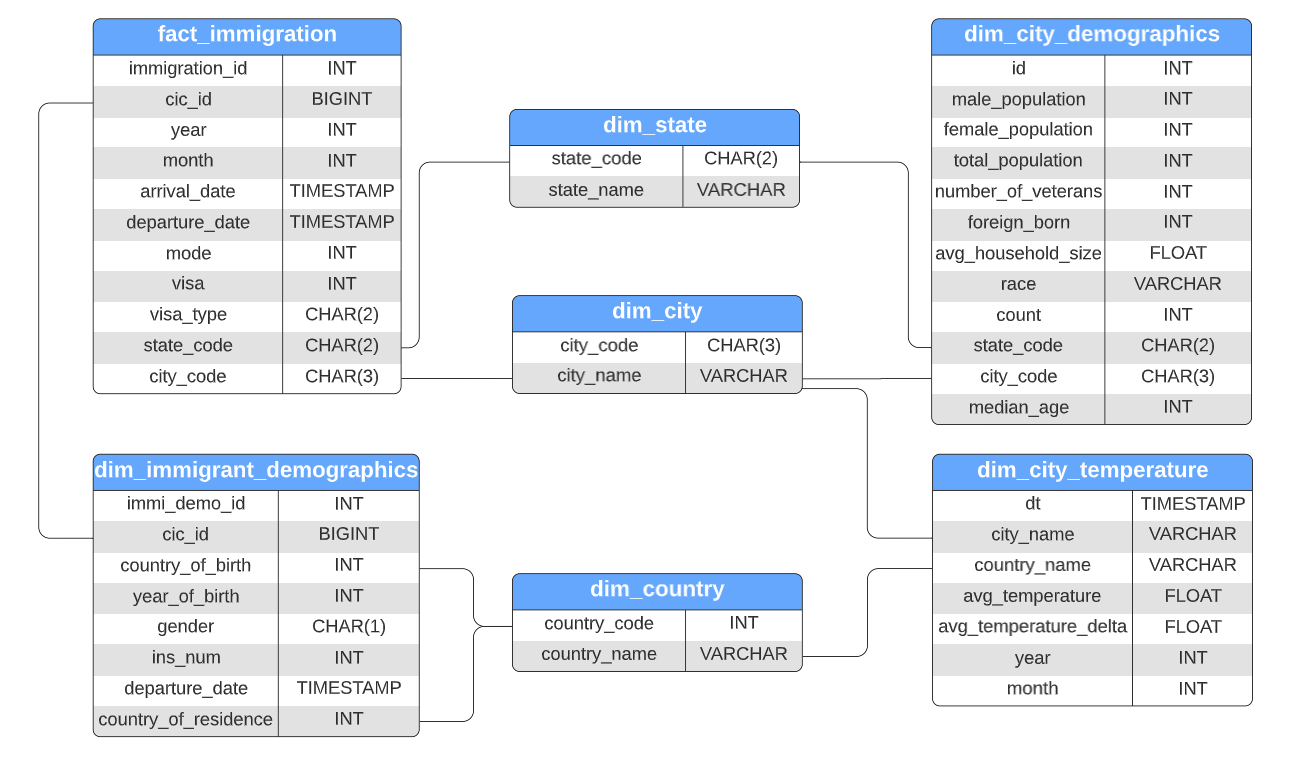 fact_immigration
immigration_id INT
cic_id BIGINT
year INT
month INT
arrival_date TIMESTAMP
departure_date TIMESTAMP
mode INT
visa INT
visa_type CHAR(2)
state_code CHAR(2)
city_code CHAR(3)
dim_state
state_code CHAR(2)
state_name VARCHAR
dim_city_demographics
id INT
male_population INT
female_population INT
total_population INT
number_of_veterans INT
foreign_born INT
avg_household_size FLOAT
race VARCHAR
count INT
state_code CHAR(2)
city_code CHAR(3)
median_age INT
dim_city
city_code CHAR(3)
city_name VARCHAR
dim_immigrant_demographics
immi_demo_id INT
cic_id BIGINT
country_of_birth INT
year_of_birth INT
gender CHAR(1)
ins_num INT
departure_date TIMESTAMP
country_of_residence INT
dim_country
country_code INT
country_name VARCHAR
dim_city_temperature
dt TIMESTAMP
city_name VARCHAR
country_name VARCHAR
avg_temperature FLOAT
avg_temperature_delta FLOAT
year INT
month INT